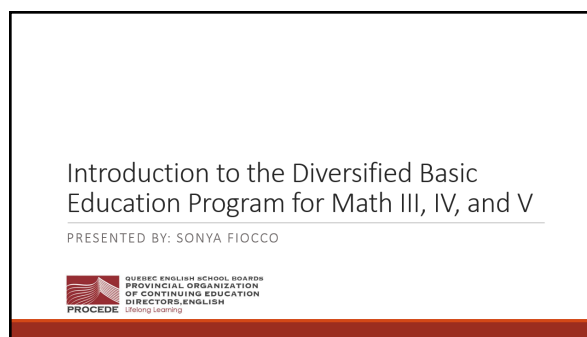 Introduction to the Diversified Basic
Education Program for Math III, IV, and V
PRESENTED BY: SONYA FIOCCO
QUEBEC ENGLISH SCHOOL BOARDS
PROVINCIAL ORGANIZATION
OF CONTINUING EDUCATION
DIRECTORS,ENGLISH
PROCEDE Lifelong Learning